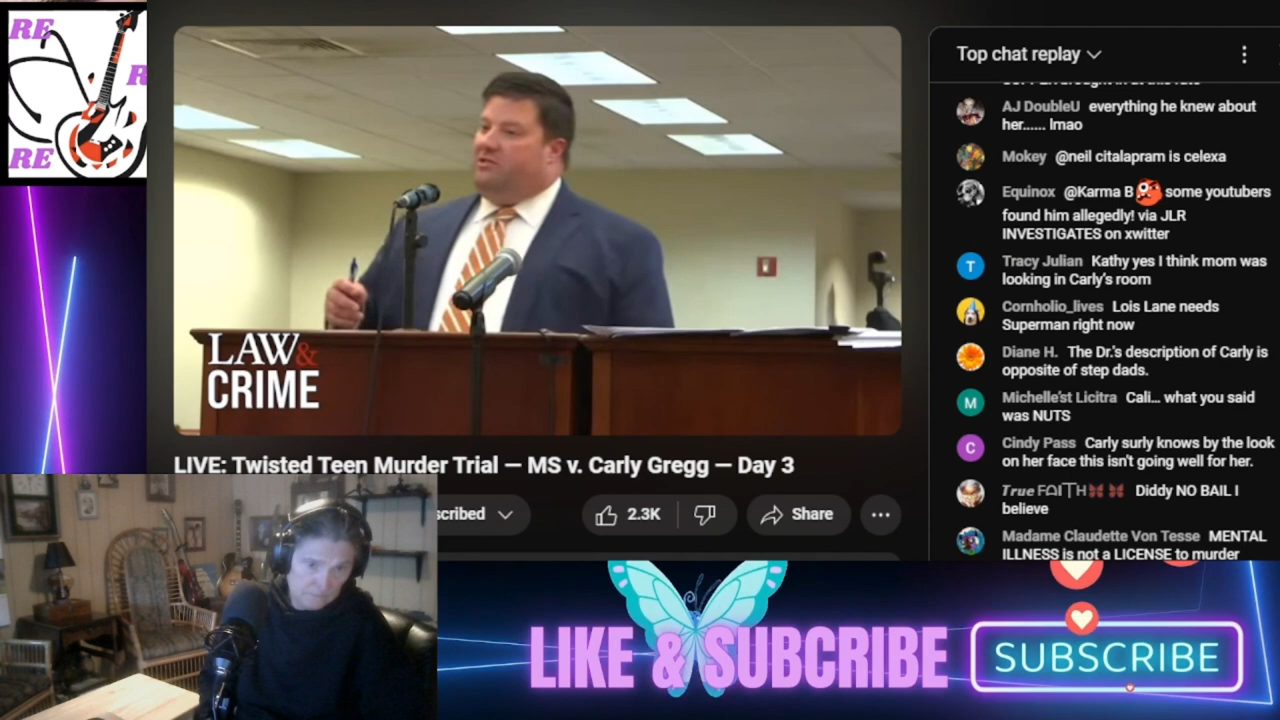 RE
R
RE
LAW&
CRIME
LIVE: Twisted Teen Murder Trial — MS v. Carly Gregg — Day 3
scribed
2.3K
Share
Top chat replay
AJ DoubleU everything he knew about
her...... lmao
Mokey @neil citalapram is celexa
Equinox @Karma B some youtubers
found him allegedly! via JLR
INVESTIGATES on xwitter
Tracy Julian Kathy yes I think mom was
looking in Carly's room
Cornholio_lives Lois Lane needs
Superman right now
Diane H. The Dr.'s description of Carly is
opposite of step dads.
Michelle'st Licitra Cali... what you said
was NUTS
Cindy Pass Carly surly knows by the look
on her face this isn't going well for her.
True FAITH Diddy NO BAIL I
believe
Madame Claudette Von Tesse MENTAL
ILLNESS is not a LICENSE to murder
LIKE & SUBCRIBE
SUBSCRIBE